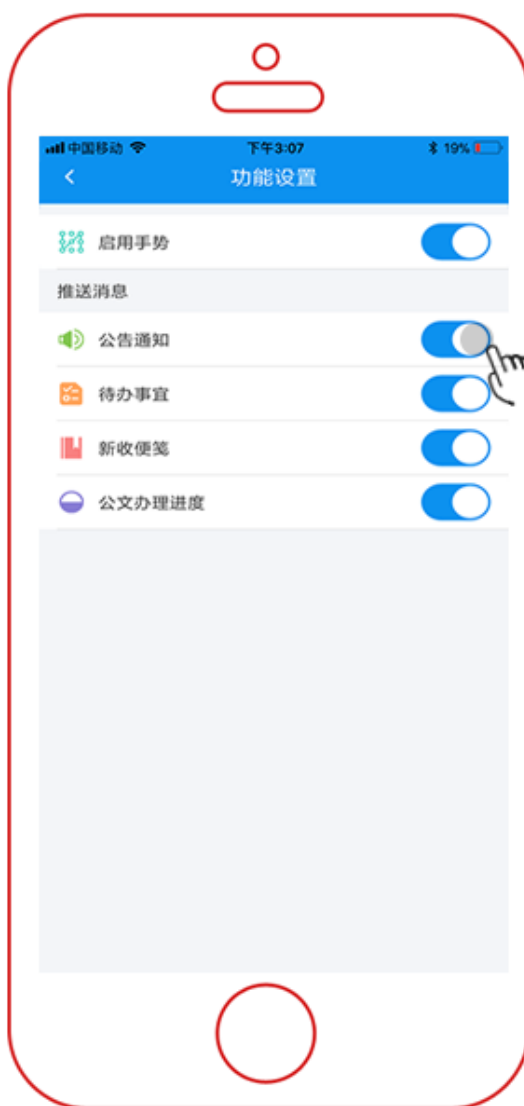 中国移动 下午3:07 19%
功能设置
启用手势
推送消息
公告通知
待办事宜
新收便笺
公文办理进度